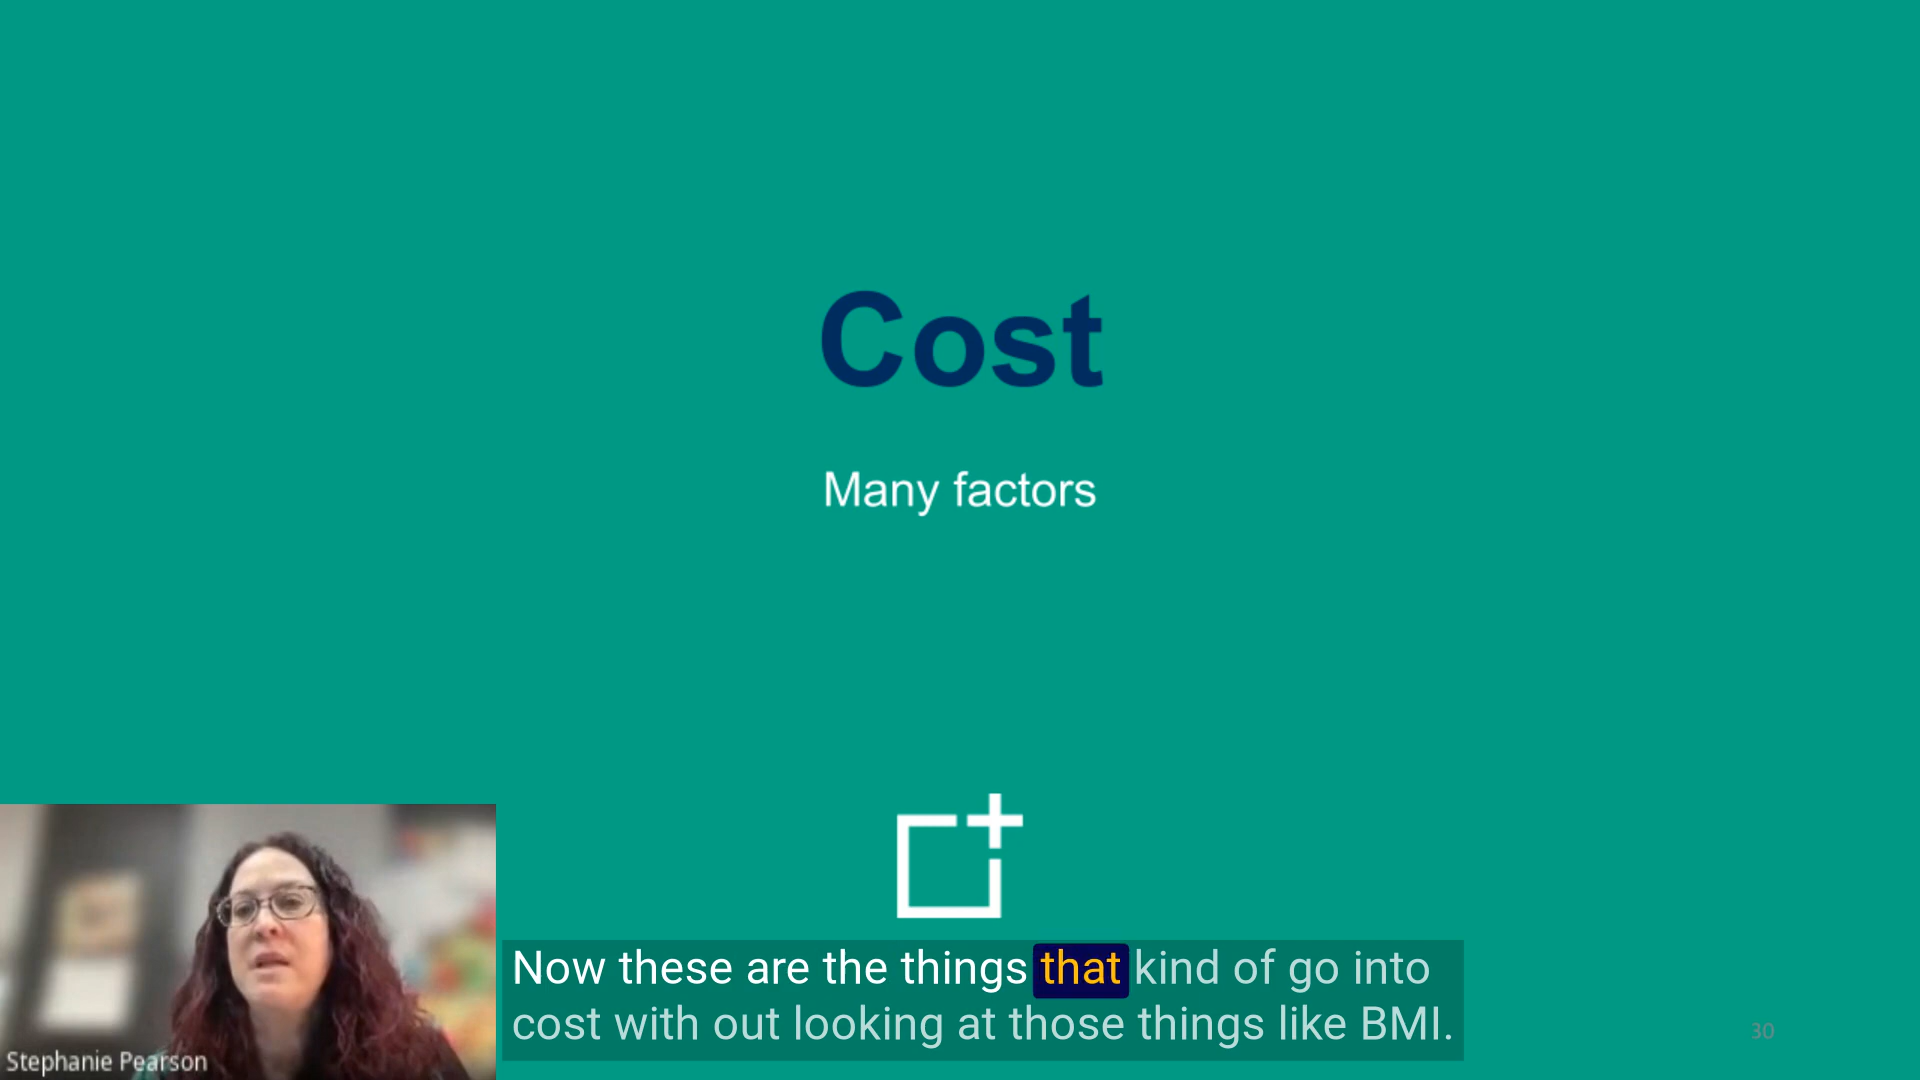 Cost
Many factors
Now these are the things that kind of go into
cost with out looking at those things like BMI.
Stephanie Pearson
30